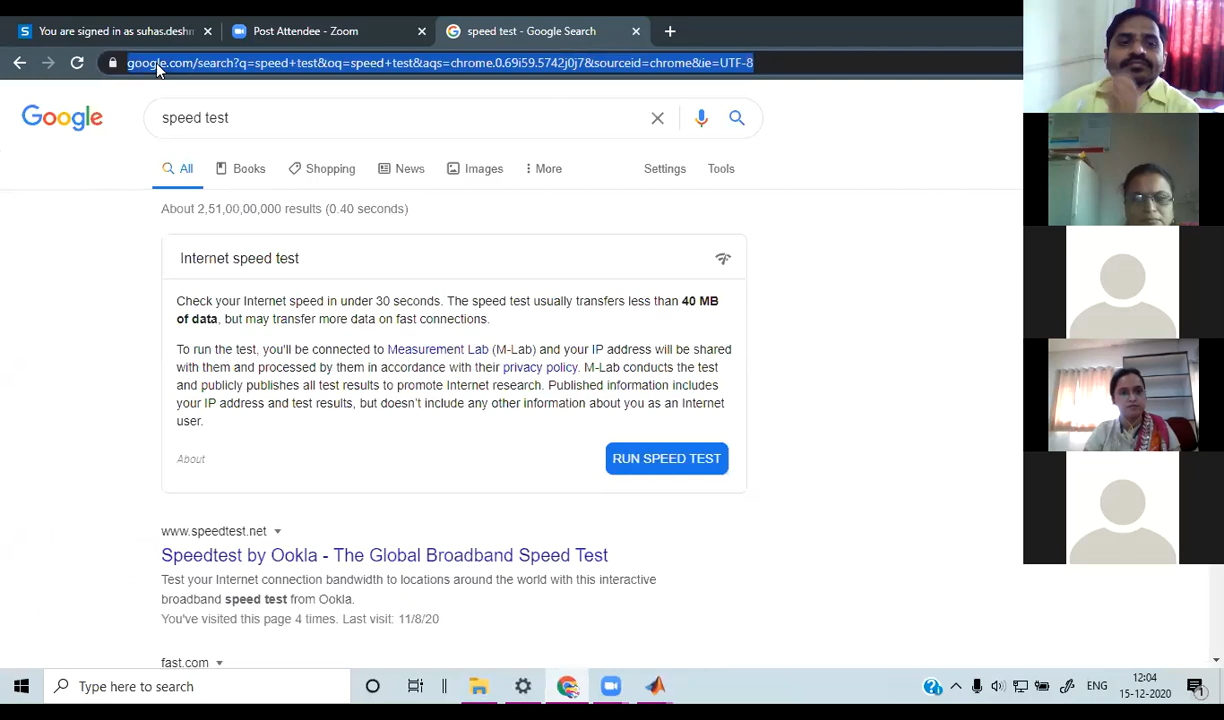 You are signed in as suhas.deshm
Post Attendee - Zoom
speed test - Google Search
google.com/search?q=speed+test&oq=speed+test&aqs=chrome.0.69i59.5742j0j7&sourceid=chrome&ie=UTF-8
Google
speed test
All
Books
Shopping
News
Images
More
Settings
Tools
About 2,51,00,00,000 results (0.40 seconds)
Internet speed test
Check your Internet speed in under 30 seconds. The speed test usually transfers less than 40 MB
of data, but may transfer more data on fast connections.
To run the test, you'll be connected to Measurement Lab (M-Lab) and your IP address will be shared
with them and processed by them in accordance with their privacy policy. M-Lab conducts the test
and publicly publishes all test results to promote Internet research. Published information includes
your IP address and test results, but doesn't include any other information about you as an Internet
user.
About
RUN SPEED TEST
www.speedtest.net
Speedtest by Ookla - The Global Broadband Speed Test
Test your Internet connection bandwidth to locations around the world with this interactive
broadband speed test from Ookla.
You've visited this page 4 times. Last visit: 11/8/20
fast.com
Type here to search
ENG
12:04
15-12-2020
1